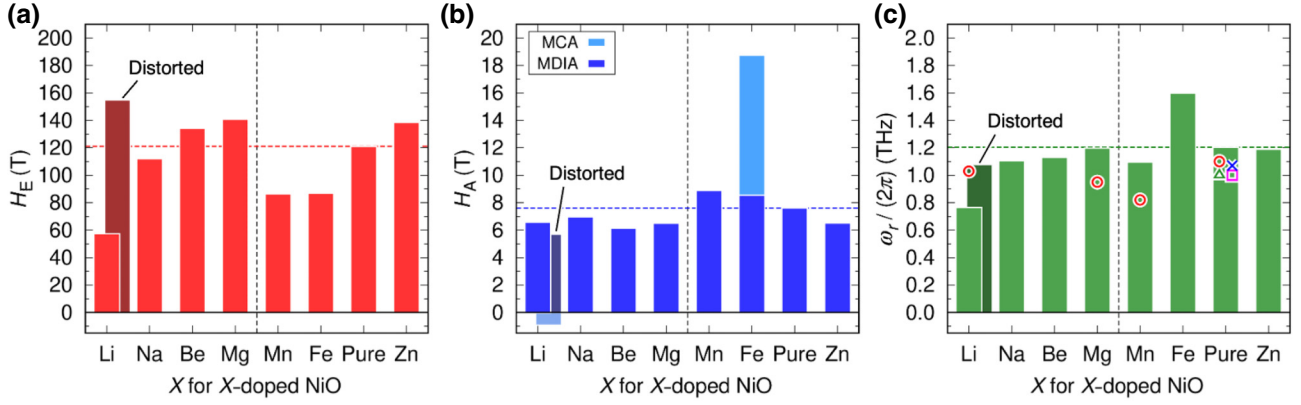 (a)
200
180
160
140
120
100
80
60
40
20
0
H_E (T)
Distorted
Li Na Be Mg Mn Fe Pure Zn
X for X-doped NiO
(b)
20
18
16
14
12
10
8
6
4
2
0
H_A (T)
MCA
MDIA
Distorted
Li Na Be Mg Mn Fe Pure Zn
X for X-doped NiO
(c)
2.0
1.8
1.6
1.4
1.2
1.0
0.8
0.6
0.4
0.2
0.0
ω_r / (2π) (THz)
Distorted
Li Na Be Mg Mn Fe Pure Zn
X for X-doped NiO